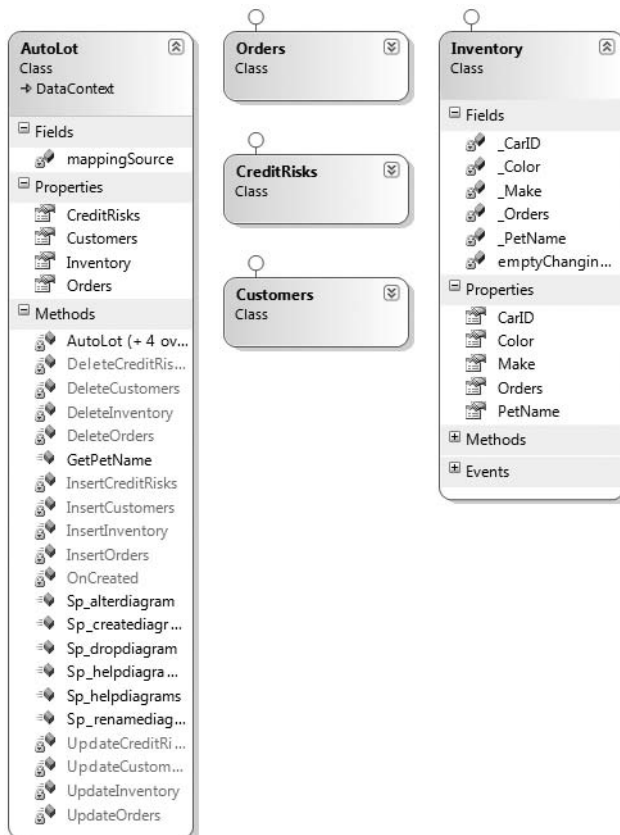 AutoLot
Class
DataContext
Fields
mappingSource
Properties
CreditRisks
Customers
Inventory
Orders
Methods
AutoLot (+ 4 ov...
DeleteCreditRis...
DeleteCustomers
DeleteInventory
DeleteOrders
GetPetName
InsertCreditRisks
InsertCustomers
InsertInventory
InsertOrders
OnCreated
Sp_alterdiagram
Sp_creatediagr...
Sp_dropdiagram
Sp_helpdiagra...
Sp_helpdiagrams
Sp_renamediag...
UpdateCreditRi...
UpdateCustom...
UpdateInventory
UpdateOrders
Orders
Class
CreditRisks
Class
Customers
Class
Inventory
Class
Fields
_CarID
_Color
_Make
_Orders
_PetName
emptyChangin...
Properties
CarID
Color
Make
Orders
PetName
Methods
Events